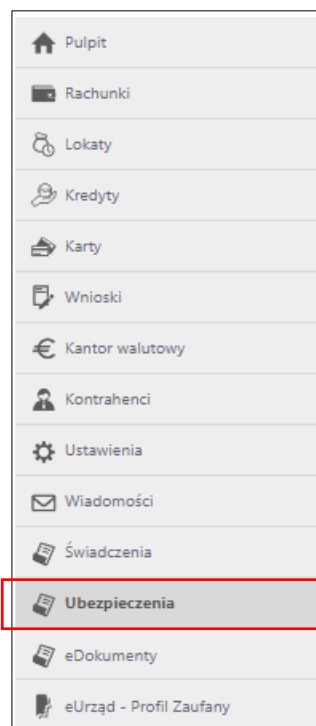 Pulpit
Rachunki
Lokaty
Kredyty
Karty
Wnioski
Kantor walutowy
Kontrahenci
Ustawienia
Wiadomości
Świadczenia
Ubezpieczenia
eDokumenty
eUrząd - Profil Zaufany